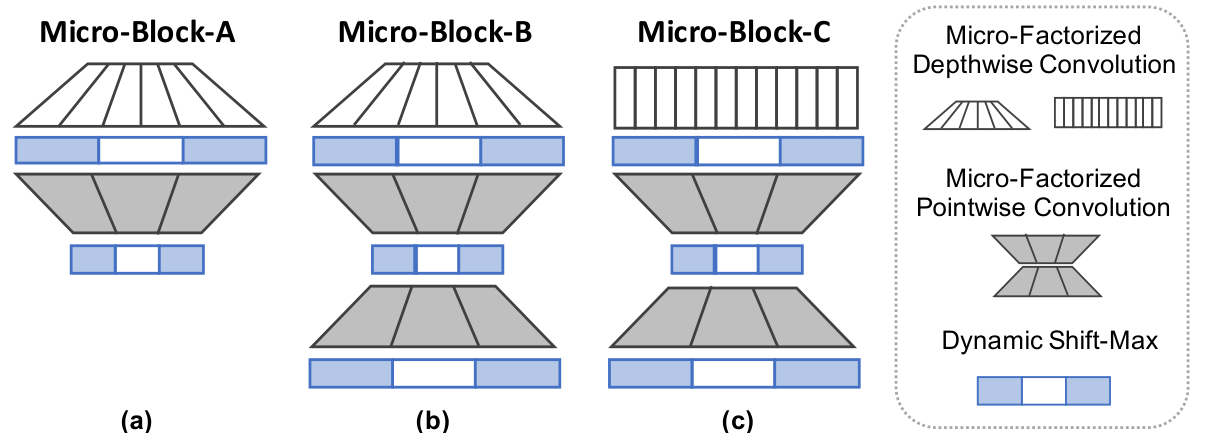 Micro-Block-A
Micro-Block-B
Micro-Block-C
(a)
(b)
(c)
Micro-Factorized
Depthwise Convolution
Micro-Factorized
Pointwise Convolution
Dynamic Shift-Max